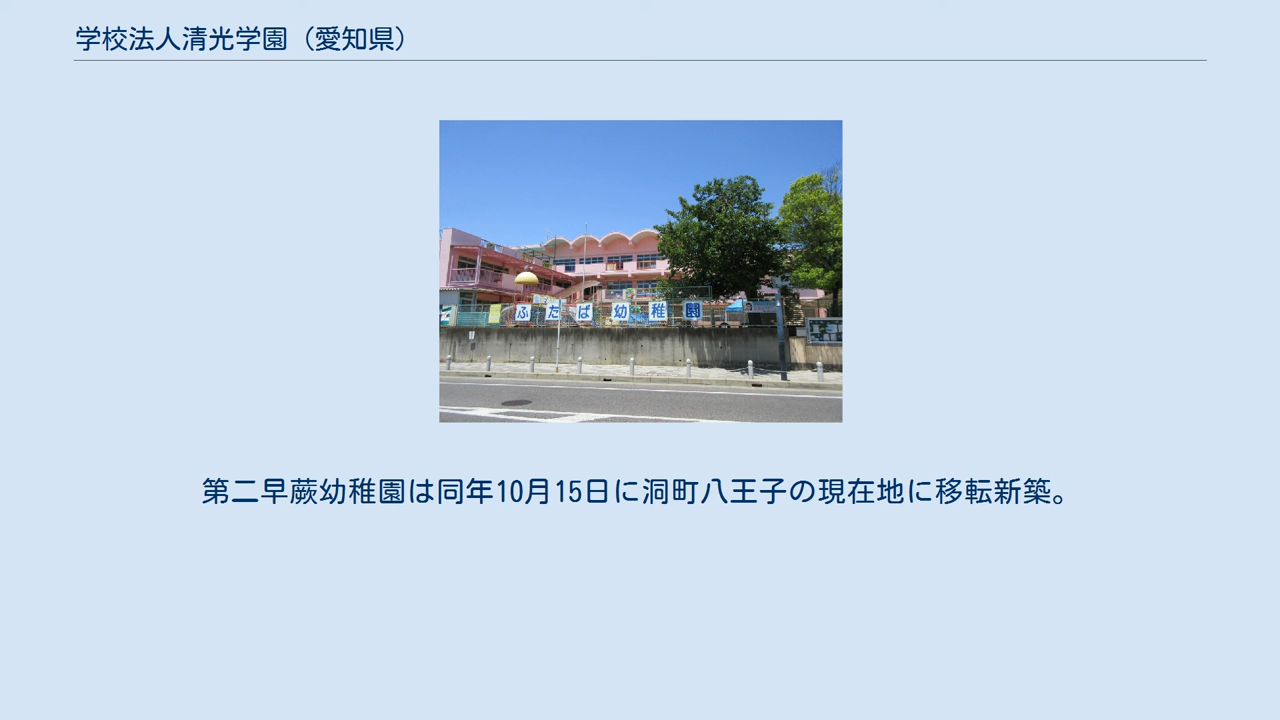 学校法人清光学園（愛知県）
ふたば幼稚園
第二早蕨幼稚園は同年10月15日に洞町八王子の現在地に移転新築。